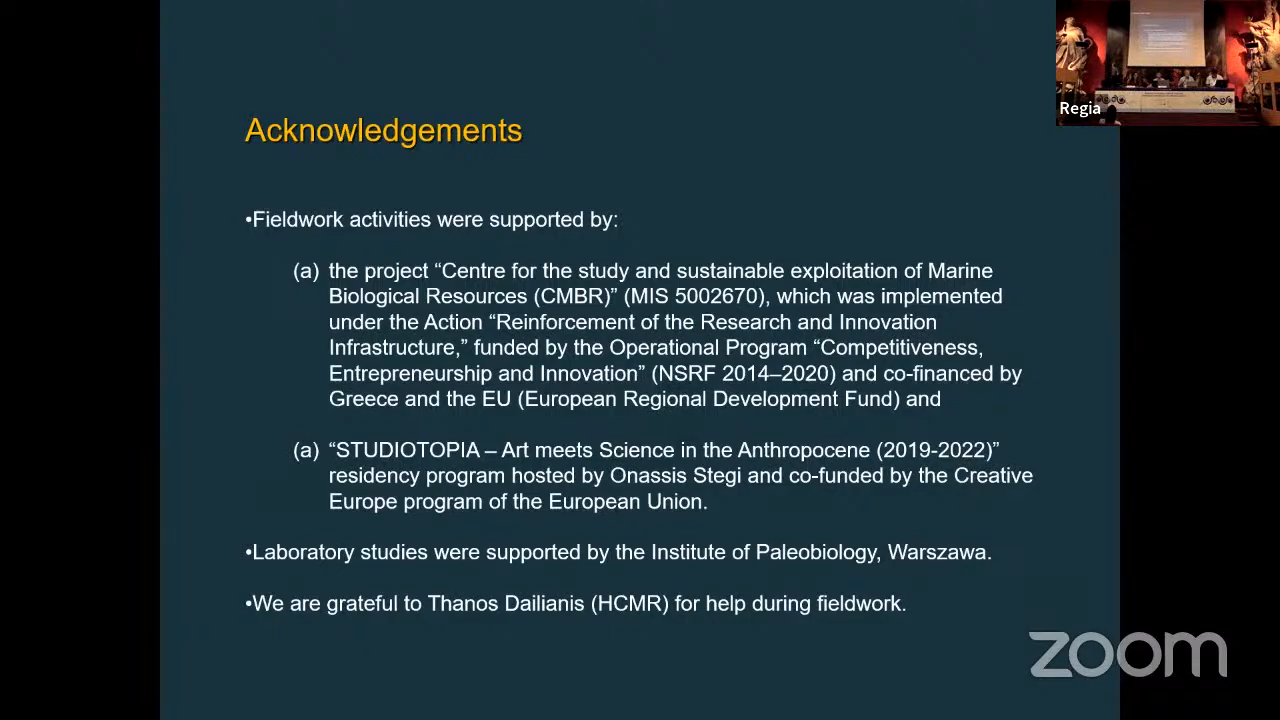 Regia
Acknowledgements
•Fieldwork activities were supported by:
(a) the project “Centre for the study and sustainable exploitation of Marine
Biological Resources (CMBR)” (MIS 5002670), which was implemented
under the Action “Reinforcement of the Research and Innovation
Infrastructure,” funded by the Operational Program “Competitiveness,
Entrepreneurship and Innovation” (NSRF 2014–2020) and co-financed by
Greece and the EU (European Regional Development Fund) and
(a) “STUDIOTOPIA – Art meets Science in the Anthropocene (2019-2022)”
residency program hosted by Onassis Stegi and co-funded by the Creative
Europe program of the European Union.
•Laboratory studies were supported by the Institute of Paleobiology, Warszawa.
•We are grateful to Thanos Dailianis (HCMR) for help during fieldwork.
zoom